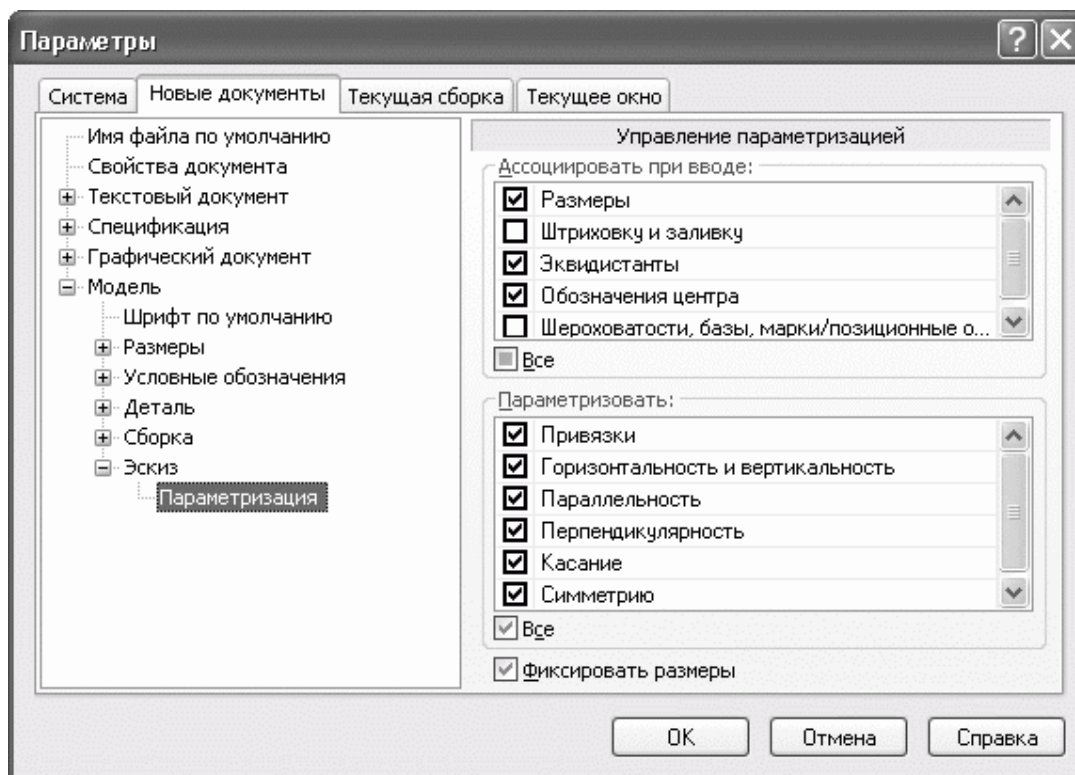 Параметры
Система
Новые документы
Текущая сборка
Текущее окно
Имя файла по умолчанию
Свойства документа
Текстовый документ
Спецификация
Графический документ
Модель
Шрифт по умолчанию
Размеры
Условные обозначения
Деталь
Сборка
Эскиз
Параметризация
Управление параметризацией
Ассоциировать при вводе:
Размеры
Штриховку и заливку
Эквидистанты
Обозначения центра
Шероховатости, базы, марки/позиционные о...
Все
Параметризовать:
Привязки
Горизонтальность и вертикальность
Параллельность
Перпендикулярность
Касание
Симметрию
Все
Фиксировать размеры
OK
Отмена
Справка